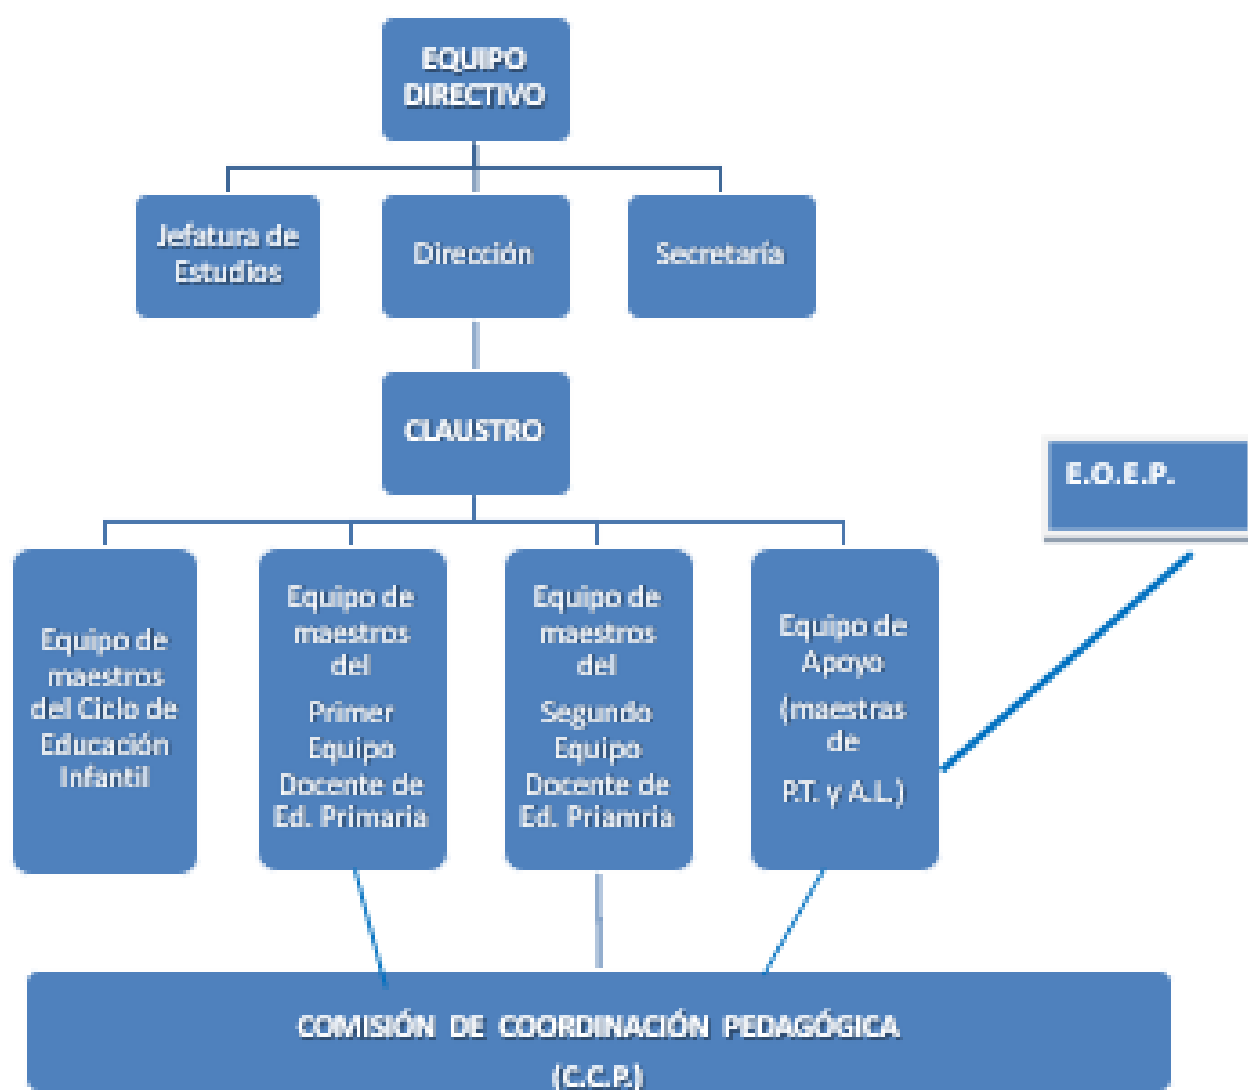 EQUIPO
DIRECTIVO
Jefatura de
Estudios
Dirección
Secretaría
CLAUSTRO
E.O.E.P.
Equipo de
maestros
del Ciclo de
Educación
Infantil
Equipo de
maestros
del
Primer
Equipo
Docente de
Ed. Primaria
Equipo de
maestros
del
Segundo
Equipo
Docente de
Ed. Priamria
Equipo de
Apoyo
(maestras
de
P.T. y A.L.)
COMISIÓN DE COORDINACIÓN PEDAGÓGICA
(C.C.P.)